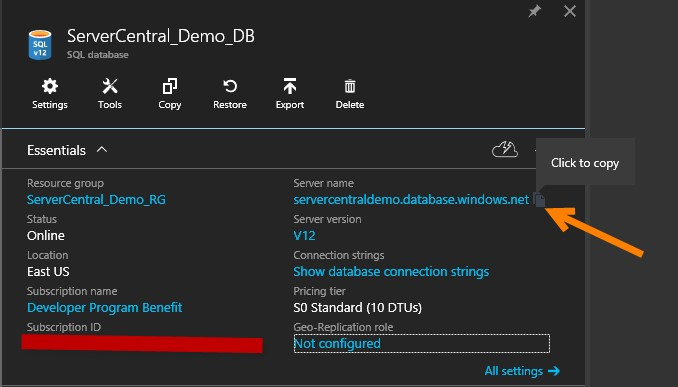 ServerCentral_Demo_DB
SQL database
SQL
v12
Settings
Tools
Copy
Restore
Export
Delete
Essentials
Click to copy
Resource group
ServerCentral_Demo_RG
Status
Online
Location
East US
Subscription name
Developer Program Benefit
Subscription ID
Server name
servercentraldemo.database.windows.net
Server version
V12
Connection strings
Show database connection strings
Pricing tier
S0 Standard (10 DTUs)
Geo-Replication role
Not configured
All settings